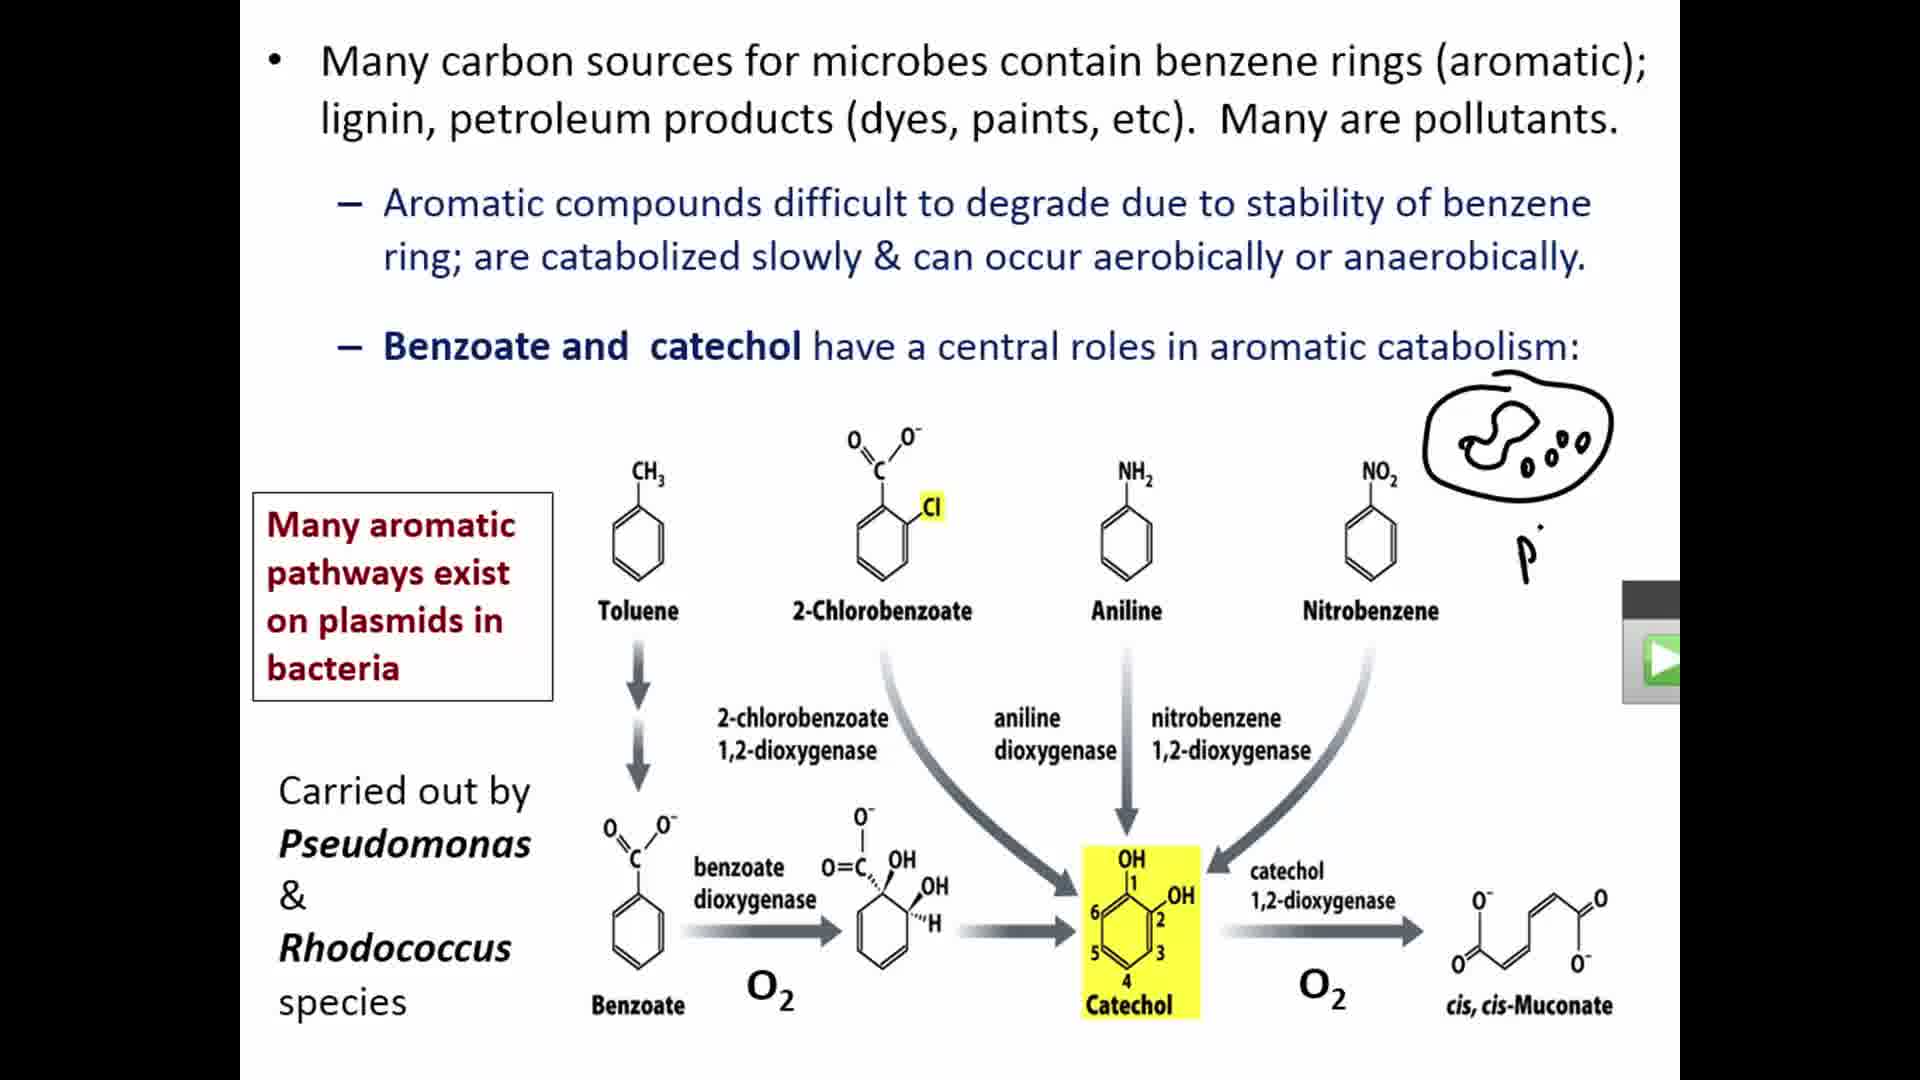 • Many carbon sources for microbes contain benzene rings (aromatic);
lignin, petroleum products (dyes, paints, etc). Many are pollutants.
– Aromatic compounds difficult to degrade due to stability of benzene
ring; are catabolized slowly & can occur aerobically or anaerobically.
– Benzoate and catechol have a central roles in aromatic catabolism:
Many aromatic
pathways exist
on plasmids in
bacteria
Carried out by
Pseudomonas
&
Rhodococcus
species
CH3
Toluene
O O⁻
C
Cl
2-Chlorobenzoate
NH2
Aniline
NO2
Nitrobenzene
p
2-chlorobenzoate
1,2-dioxygenase
aniline
dioxygenase
nitrobenzene
1,2-dioxygenase
O O⁻
C
Benzoate
benzoate
dioxygenase
O2
O⁻
O=C OH
OH
H
OH
1
OH
6
2
5
3
4
Catechol
catechol
1,2-dioxygenase
O2
O⁻ O
O O⁻
cis, cis-Muconate